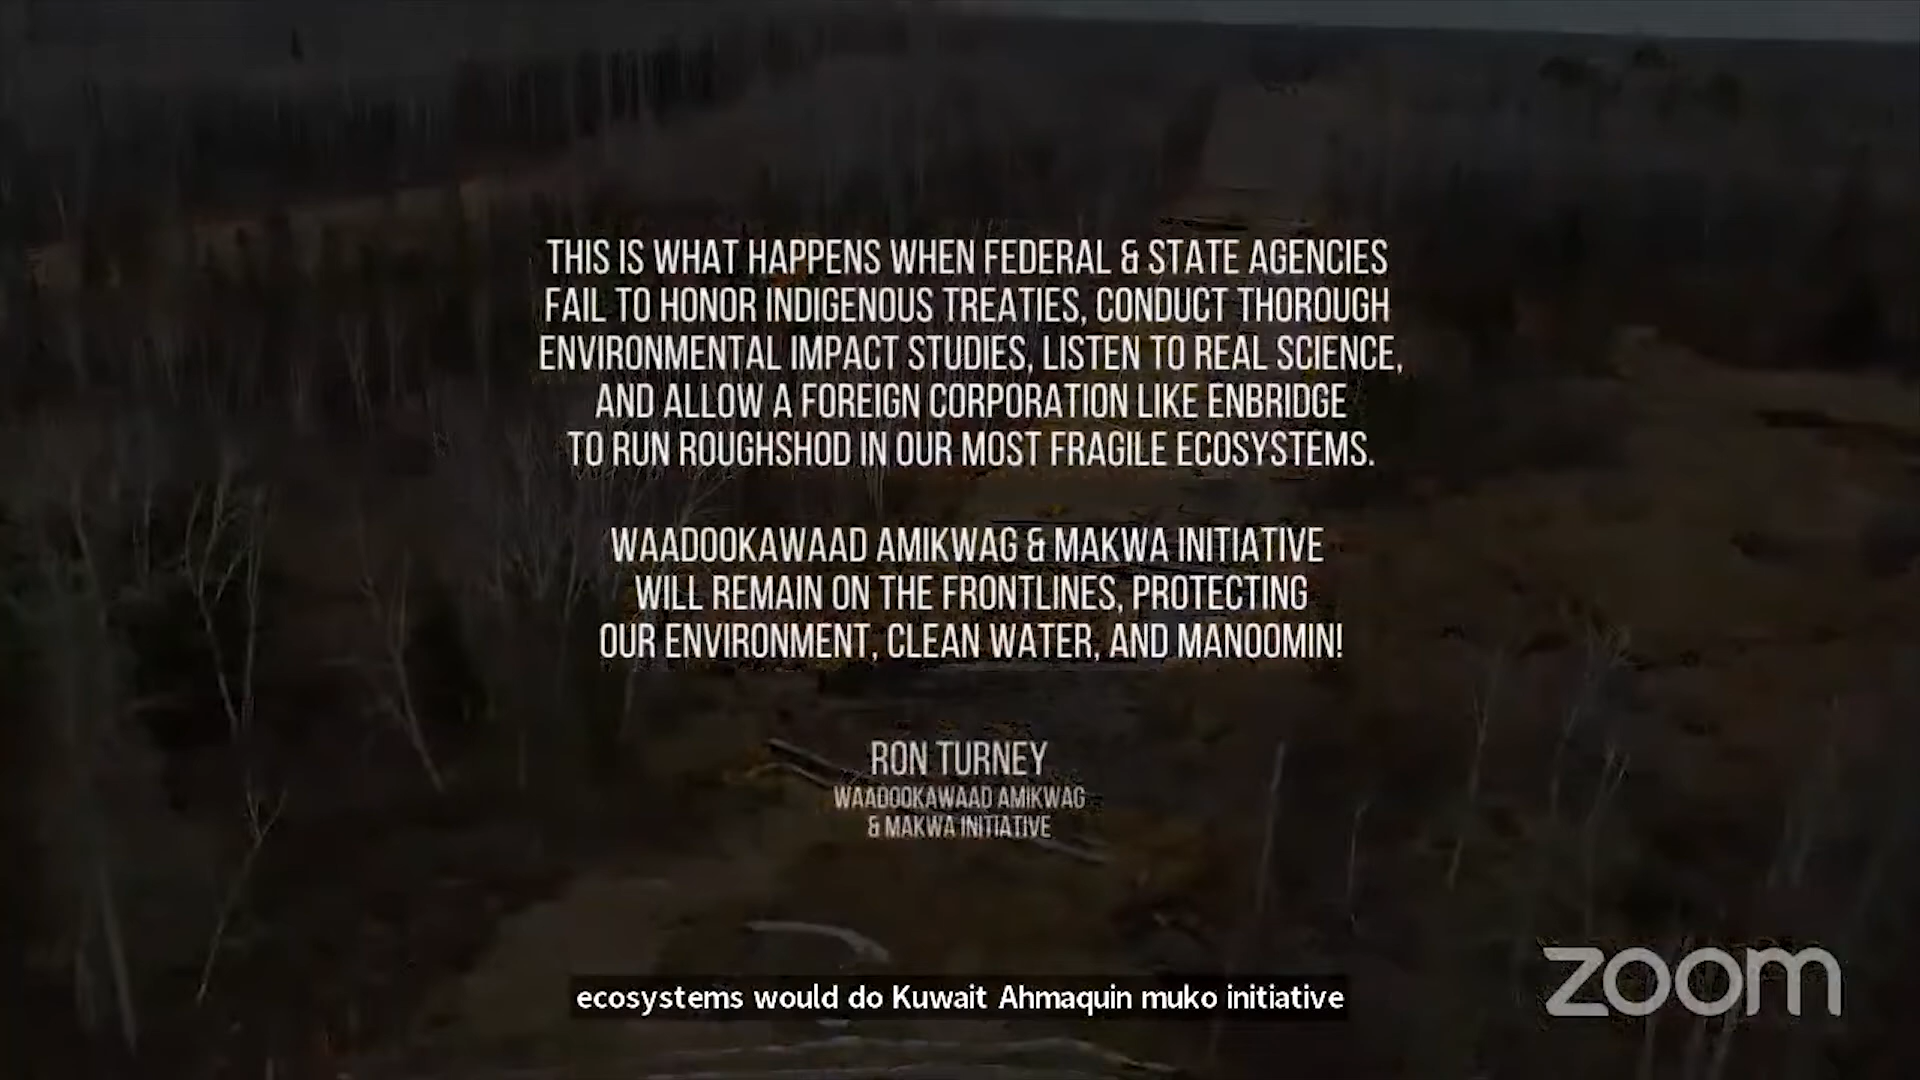 THIS IS WHAT HAPPENS WHEN FEDERAL & STATE AGENCIES
FAIL TO HONOR INDIGENOUS TREATIES, CONDUCT THOROUGH
ENVIRONMENTAL IMPACT STUDIES, LISTEN TO REAL SCIENCE,
AND ALLOW A FOREIGN CORPORATION LIKE ENBRIDGE
TO RUN ROUGHSHOD IN OUR MOST FRAGILE ECOSYSTEMS.
WAADOOKAWAAD AMIKWAG & MAKWA INITIATIVE
WILL REMAIN ON THE FRONTLINES, PROTECTING
OUR ENVIRONMENT, CLEAN WATER, AND MANOOMIN!
RON TURNEY
WAADOOKAWAAD AMIKWAG
& MAKWA INITIATIVE
ecosystems would do Kuwait Ahmaquin muko initiative
zoom